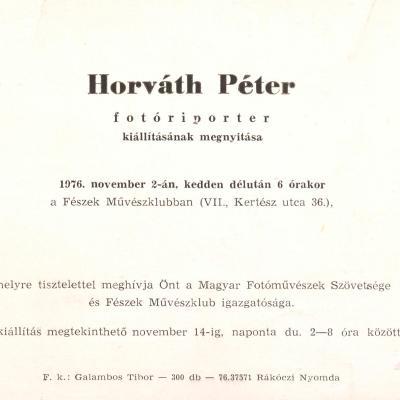 Horváth Péter
fotóriporter
kiállításának megnyitása
1976. november 2-án, kedden délután 6 órakor
a Fészek Művészklubban (VII., Kertész utca 36.),
melyre tisztelettel meghívja Önt a Magyar Fotóművészek Szövetsége
és Fészek Művészklub igazgatósága.
kiállítás megtekinthető november 14-ig, naponta du. 2—8 óra között
F. k.: Galambos Tibor — 300 db — 76.37571 Rákóczi Nyomda